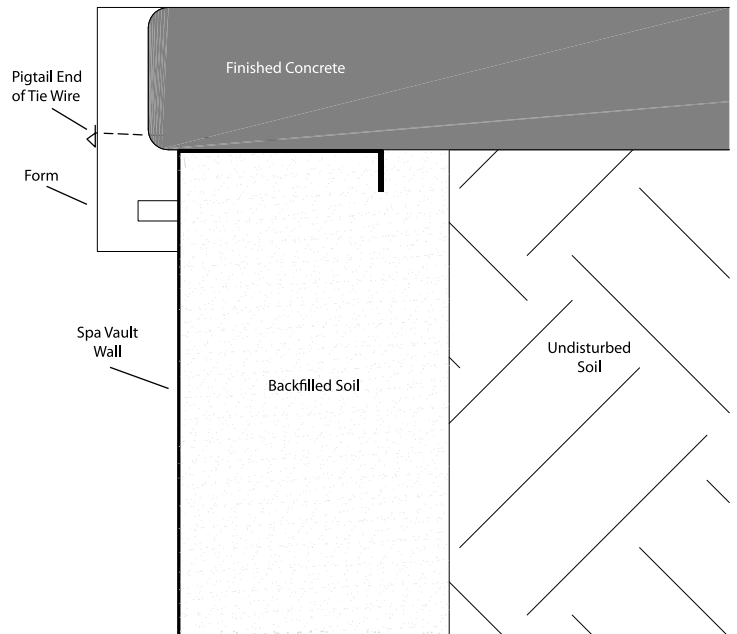 Finished Concrete
Pigtail End
of Tie Wire
Form
Spa Vault
Wall
Backfilled Soil
Undisturbed
Soil